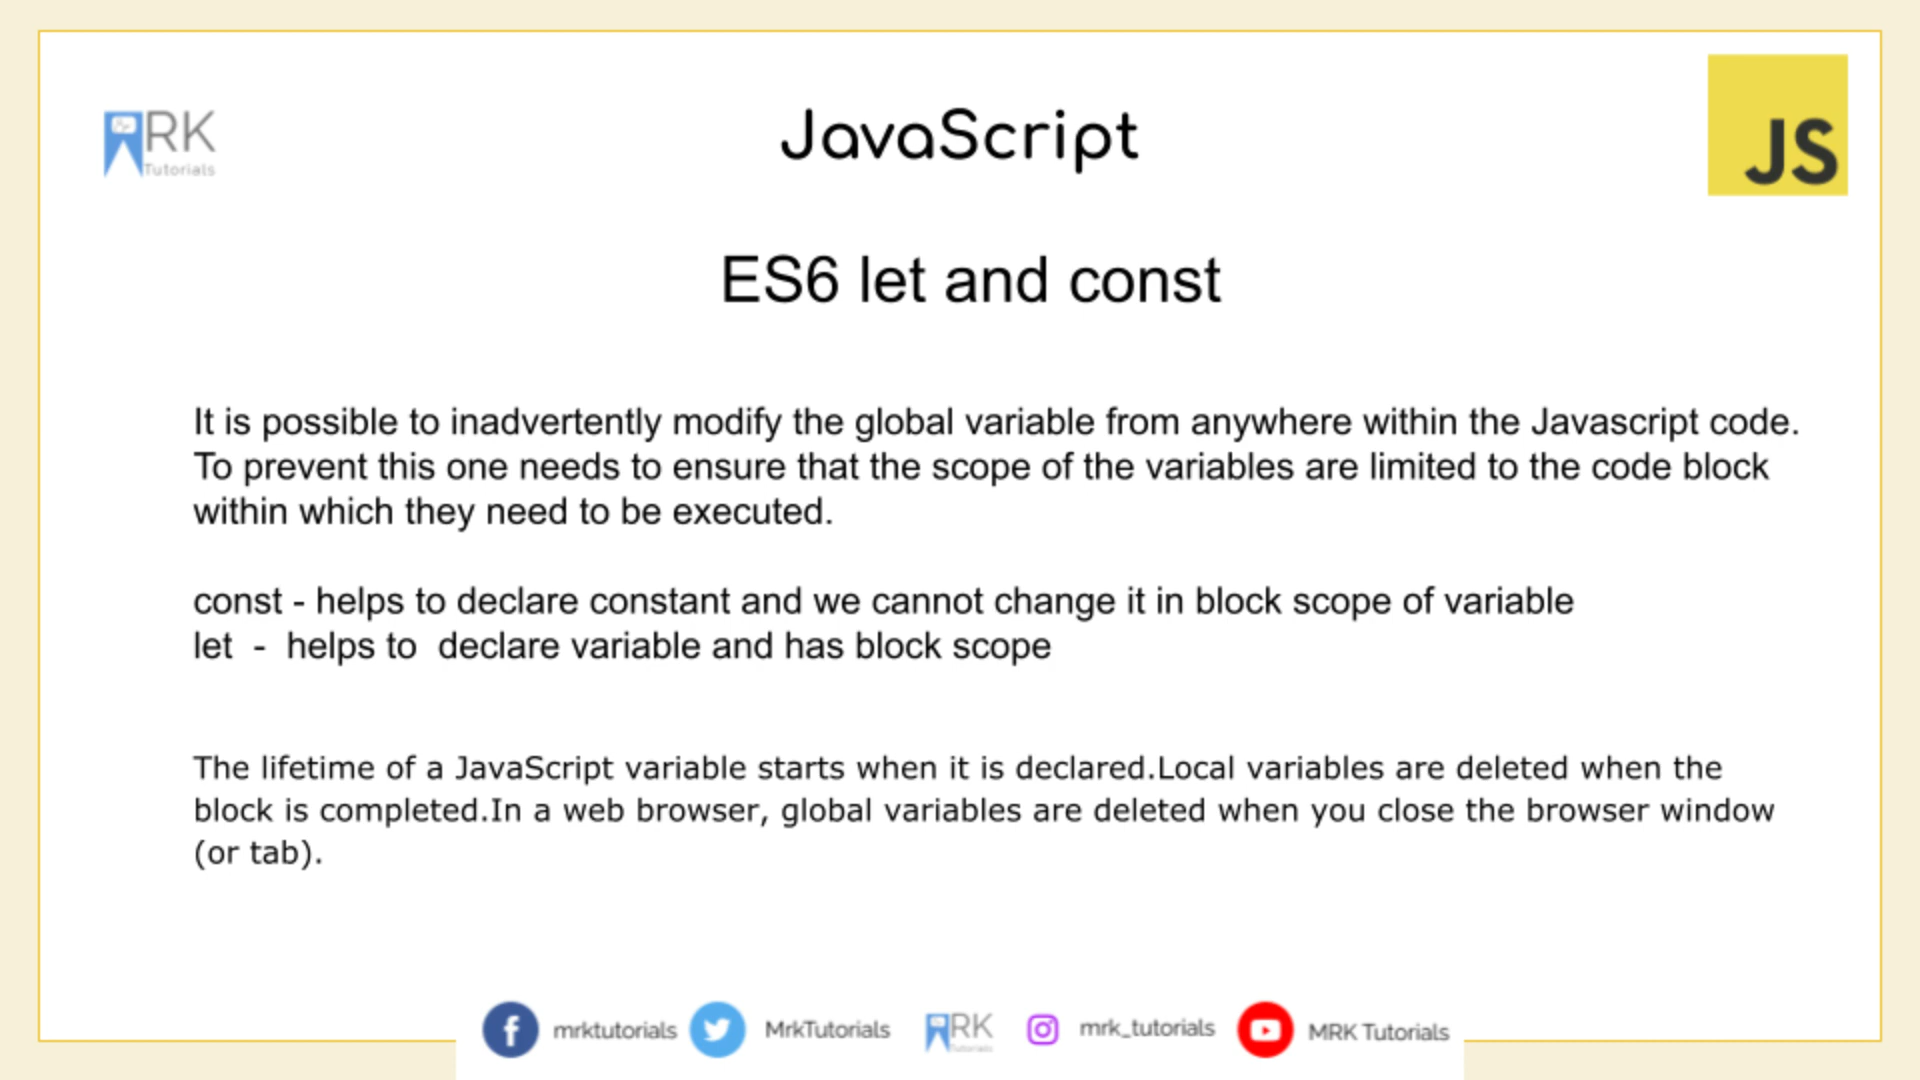 RK
Tutorials
JavaScript
JS
ES6 let and const
It is possible to inadvertently modify the global variable from anywhere within the Javascript code.
To prevent this one needs to ensure that the scope of the variables are limited to the code block
within which they need to be executed.
const - helps to declare constant and we cannot change it in block scope of variable
let  -  helps to  declare variable and has block scope
The lifetime of a JavaScript variable starts when it is declared.Local variables are deleted when the
block is completed.In a web browser, global variables are deleted when you close the browser window
(or tab).
mrktutorials MrkTutorials RK Tutorials mrk_tutorials MRK Tutorials